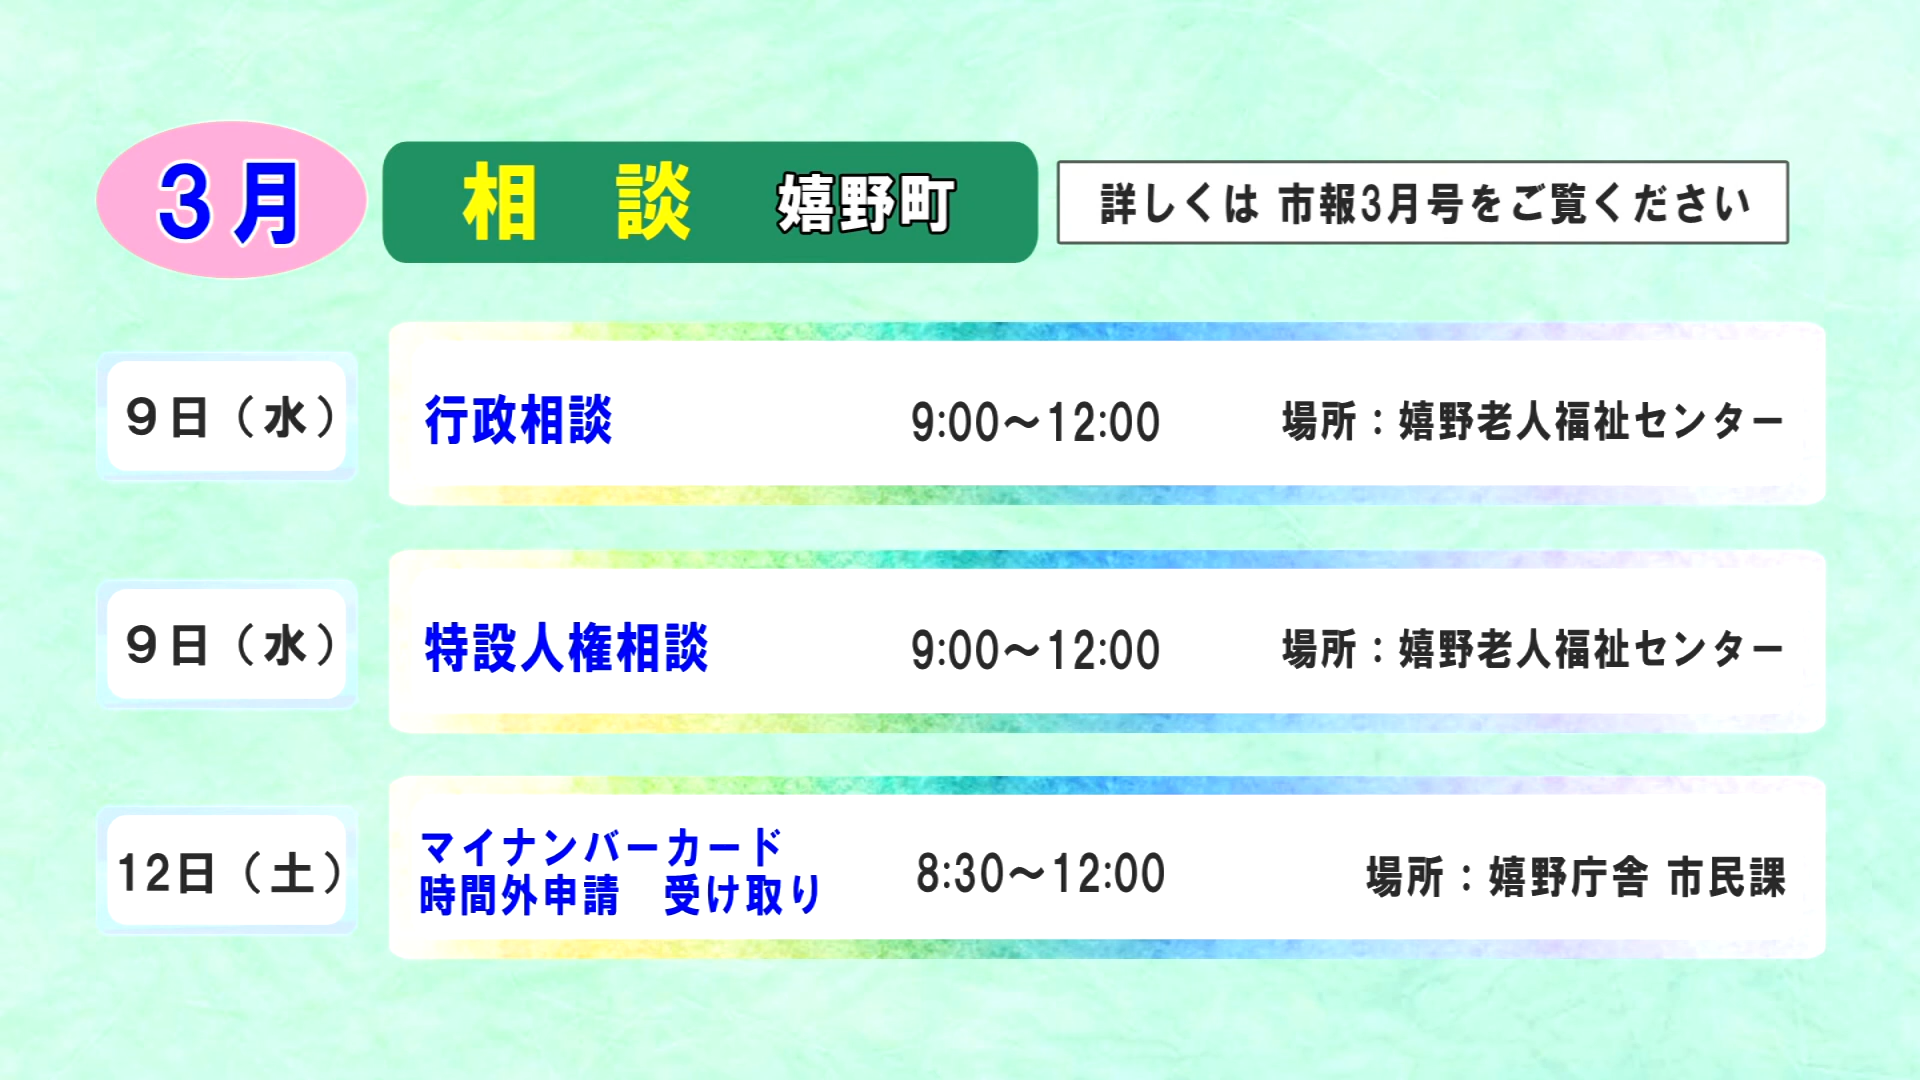 3月
相　談　嬉野町
詳しくは 市報3月号をご覧ください
9日（水）
行政相談
9:00～12:00
場所：嬉野老人福祉センター
9日（水）
特設人権相談
9:00～12:00
場所：嬉野老人福祉センター
12日（土）
マイナンバーカード
時間外申請　受け取り
8:30～12:00
場所：嬉野庁舎 市民課